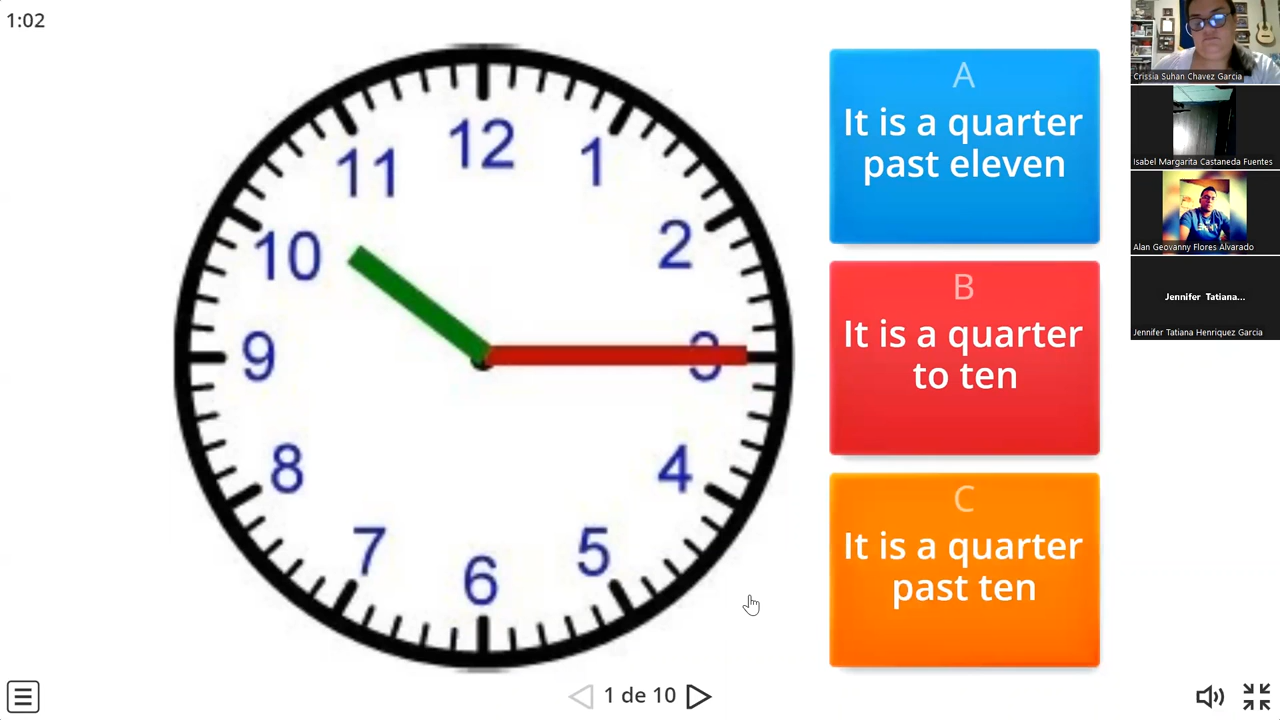 1:02
12
1
2
3
4
5
6
7
8
9
10
11
A
It is a quarter
past eleven
B
It is a quarter
to ten
C
It is a quarter
past ten
1 de 10
Crissia Suhan Chavez Garcia
Isabel Margarita Castaneda Fuentes
Alan Geovanny Flores Alvarado
Jennifer Tatiana...
Jennifer Tatiana Henriquez Garcia